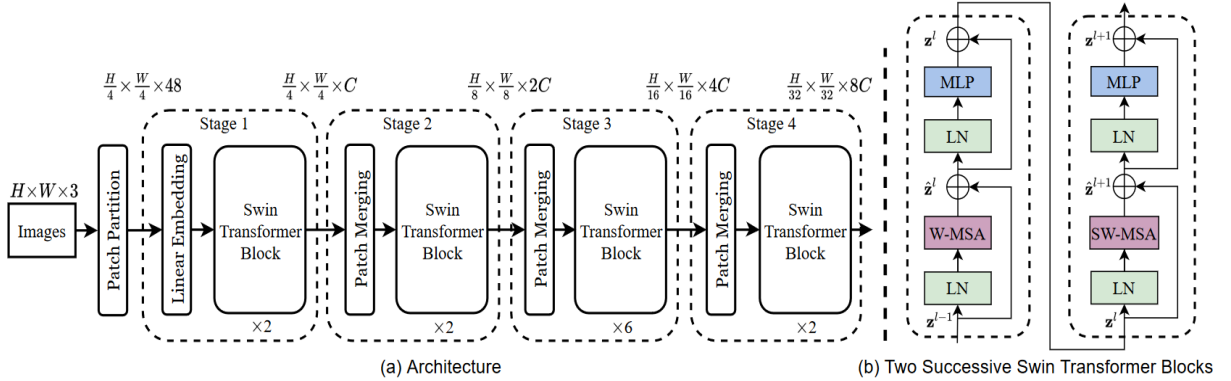 H×W×3
Images
Patch Partition
H/4 × W/4 × 48
Stage 1
Linear Embedding
Swin
Transformer
Block
×2
H/4 × W/4 × C
Stage 2
Patch Merging
Swin
Transformer
Block
×2
H/8 × W/8 × 2C
Stage 3
Patch Merging
Swin
Transformer
Block
×6
H/16 × W/16 × 4C
Stage 4
Patch Merging
Swin
Transformer
Block
×2
H/32 × W/32 × 8C
(a) Architecture
z^l
MLP
LN
ẑ^l
W-MSA
LN
z^{l-1}
z^{l+1}
MLP
LN
ẑ^{l+1}
SW-MSA
LN
z^l
(b) Two Successive Swin Transformer Blocks